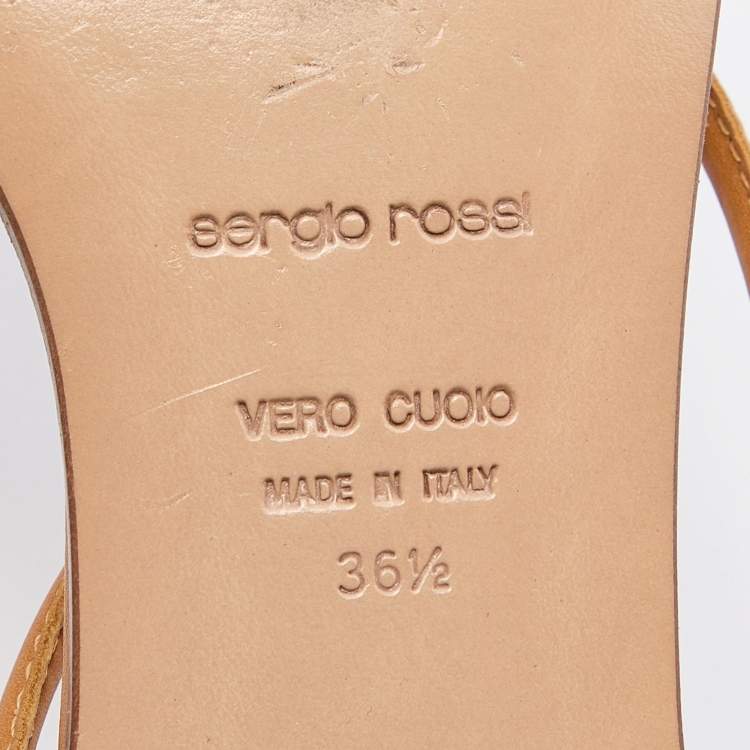 sergio rossi
VERO CUOIO
MADE IN ITALY
36½